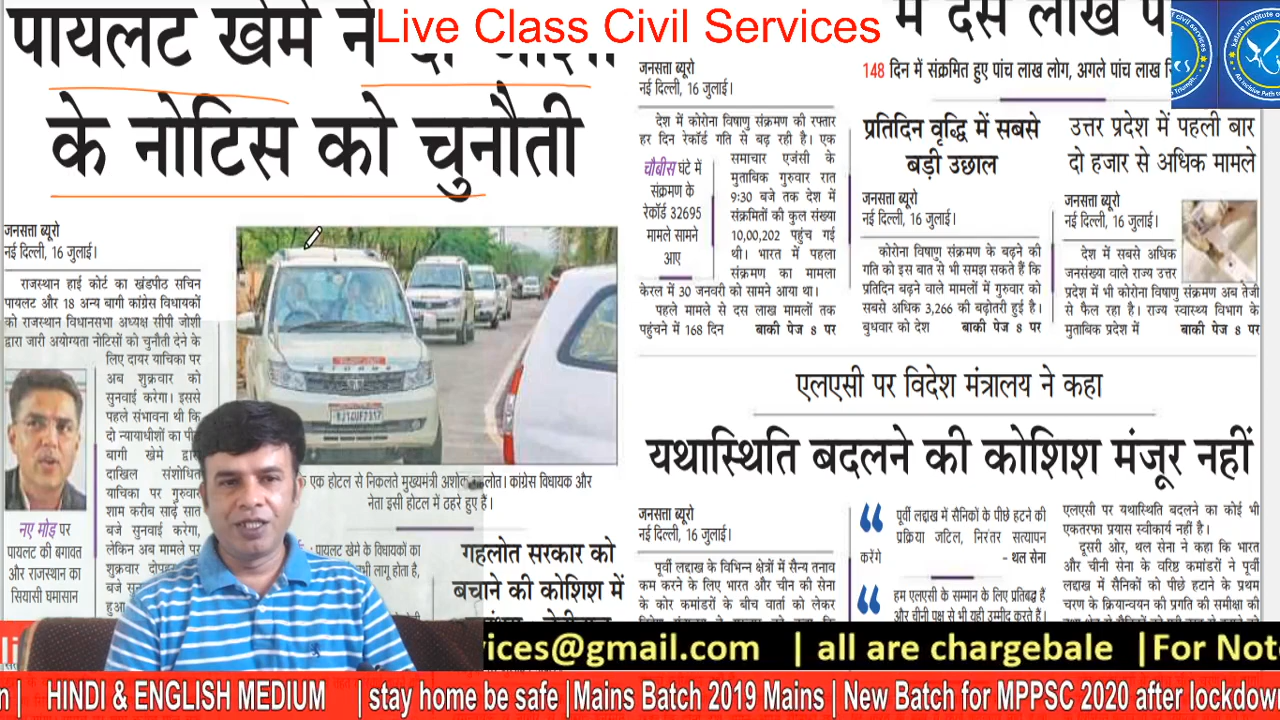 Live Class Civil Services
पायलट खेमे ने
के नोटिस को चुनौती
जनसत्ता ब्यूरो
नई दिल्ली, 16 जुलाई।
राजस्थान हाई कोर्ट का खंडपीठ सचिन
पायलट और 18 अन्य बागी कांग्रेस विधायकों
को राजस्थान विधानसभा अध्यक्ष सीपी जोशी
द्वारा जारी अयोग्यता नोटिसों को चुनौती देने के
लिए दायर याचिका पर
अब शुक्रवार को
सुनवाई करेगा। इससे
पहले संभावना थी कि
दो न्यायाधीशों का
बागी खेमे
दाखिल संशोधित
याचिका पर गुरुवार
शाम करीब साढ़े सात
बजे सुनवाई करेगा,
लेकिन अब मामले पर
शुक्रवार
बजे
हुआ
नए मोड़ पर
पायलट की बगावत
और राजस्थान का
सियासी घमासान
एक होटल से निकलते मुख्यमंत्री अशोक गहलोत। कांग्रेस विधायक और
नेता इसी होटल में ठहरे हुए हैं।
पायलट खेमे के विधायकों का
लागू होता है,
गहलोत सरकार को
बचाने की कोशिश में
में दस लाख
148 दिन में संक्रमित हुए पांच लाख लोग, अगले पांच लाख
जनसत्ता ब्यूरो
नई दिल्ली, 16 जुलाई।
देश में कोरोना विषाणु संक्रमण की रफ्तार
हर दिन रेकॉर्ड गति से बढ़ रही है। एक
समाचार एजंसी के
मुताबिक गुरुवार रात
9:30 बजे तक देश में
संक्रमितों की कुल संख्या
10,00,202 पहुंच गई
थी। भारत में पहला
संक्रमण का मामला
केरल में 30 जनवरी को सामने आया था।
पहले मामले से दस लाख मामलों तक
पहुंचने में 168 दिन बाकी पेज 8 पर
चौबीस घंटे में
संक्रमण के
रेकॉर्ड 32695
मामले सामने
आए
प्रतिदिन वृद्धि में सबसे
बड़ी उछाल
जनसत्ता ब्यूरो
नई दिल्ली, 16 जुलाई।
कोरोना विषाणु संक्रमण के बढ़ने की
गति को इस बात से भी समझ सकते हैं कि
प्रतिदिन बढ़ने वाले मामलों में गुरुवार को
सबसे अधिक 3,266 की बढ़ोतरी हुई है।
बुधवार को देश बाकी पेज 8 पर
उत्तर प्रदेश में पहली बार
दो हजार से अधिक मामले
जनसत्ता ब्यूरो
नई दिल्ली, 16 जुलाई।
देश में सबसे अधिक
जनसंख्या वाले राज्य उत्तर
प्रदेश में भी कोरोना विषाणु संक्रमण अब तेजी
से फैल रहा है। राज्य स्वास्थ्य विभाग के
मुताबिक प्रदेश में बाकी पेज 8 पर
एलएसी पर विदेश मंत्रालय ने कहा
यथास्थिति बदलने की कोशिश मंजूर नहीं
जनसत्ता ब्यूरो
नई दिल्ली, 16 जुलाई।
पूर्वी लद्दाख के विभिन्न क्षेत्रों में सैन्य तनाव
कम करने के लिए भारत और चीन की सेना
के कोर कमांडरों के बीच वार्ता को लेकर
पूर्वी लद्दाख में सैनिकों के पीछे हटने की
प्रक्रिया जटिल, निरंतर सत्यापन
करेंगे - थल सेना
हम एलएसी के सम्मान के लिए प्रतिबद्ध हैं
और चीनी पक्ष से भी यही उम्मीद करते हैं।
एलएसी पर यथास्थिति बदलने का कोई भी
एकतरफा प्रयास स्वीकार्य नहीं है।
दूसरी ओर, थल सेना ने कहा कि भारत
और चीनी सेना के वरिष्ठ कमांडरों ने पूर्वी
लद्दाख में सैनिकों को पीछे हटाने के प्रथम
चरण के क्रियान्वयन की प्रगति की समीक्षा की
vices@gmail.com | all are chargebale |For Not
n | HINDI & ENGLISH MEDIUM | stay home be safe |Mains Batch 2019 Mains | New Batch for MPPSC 2020 after lockdow